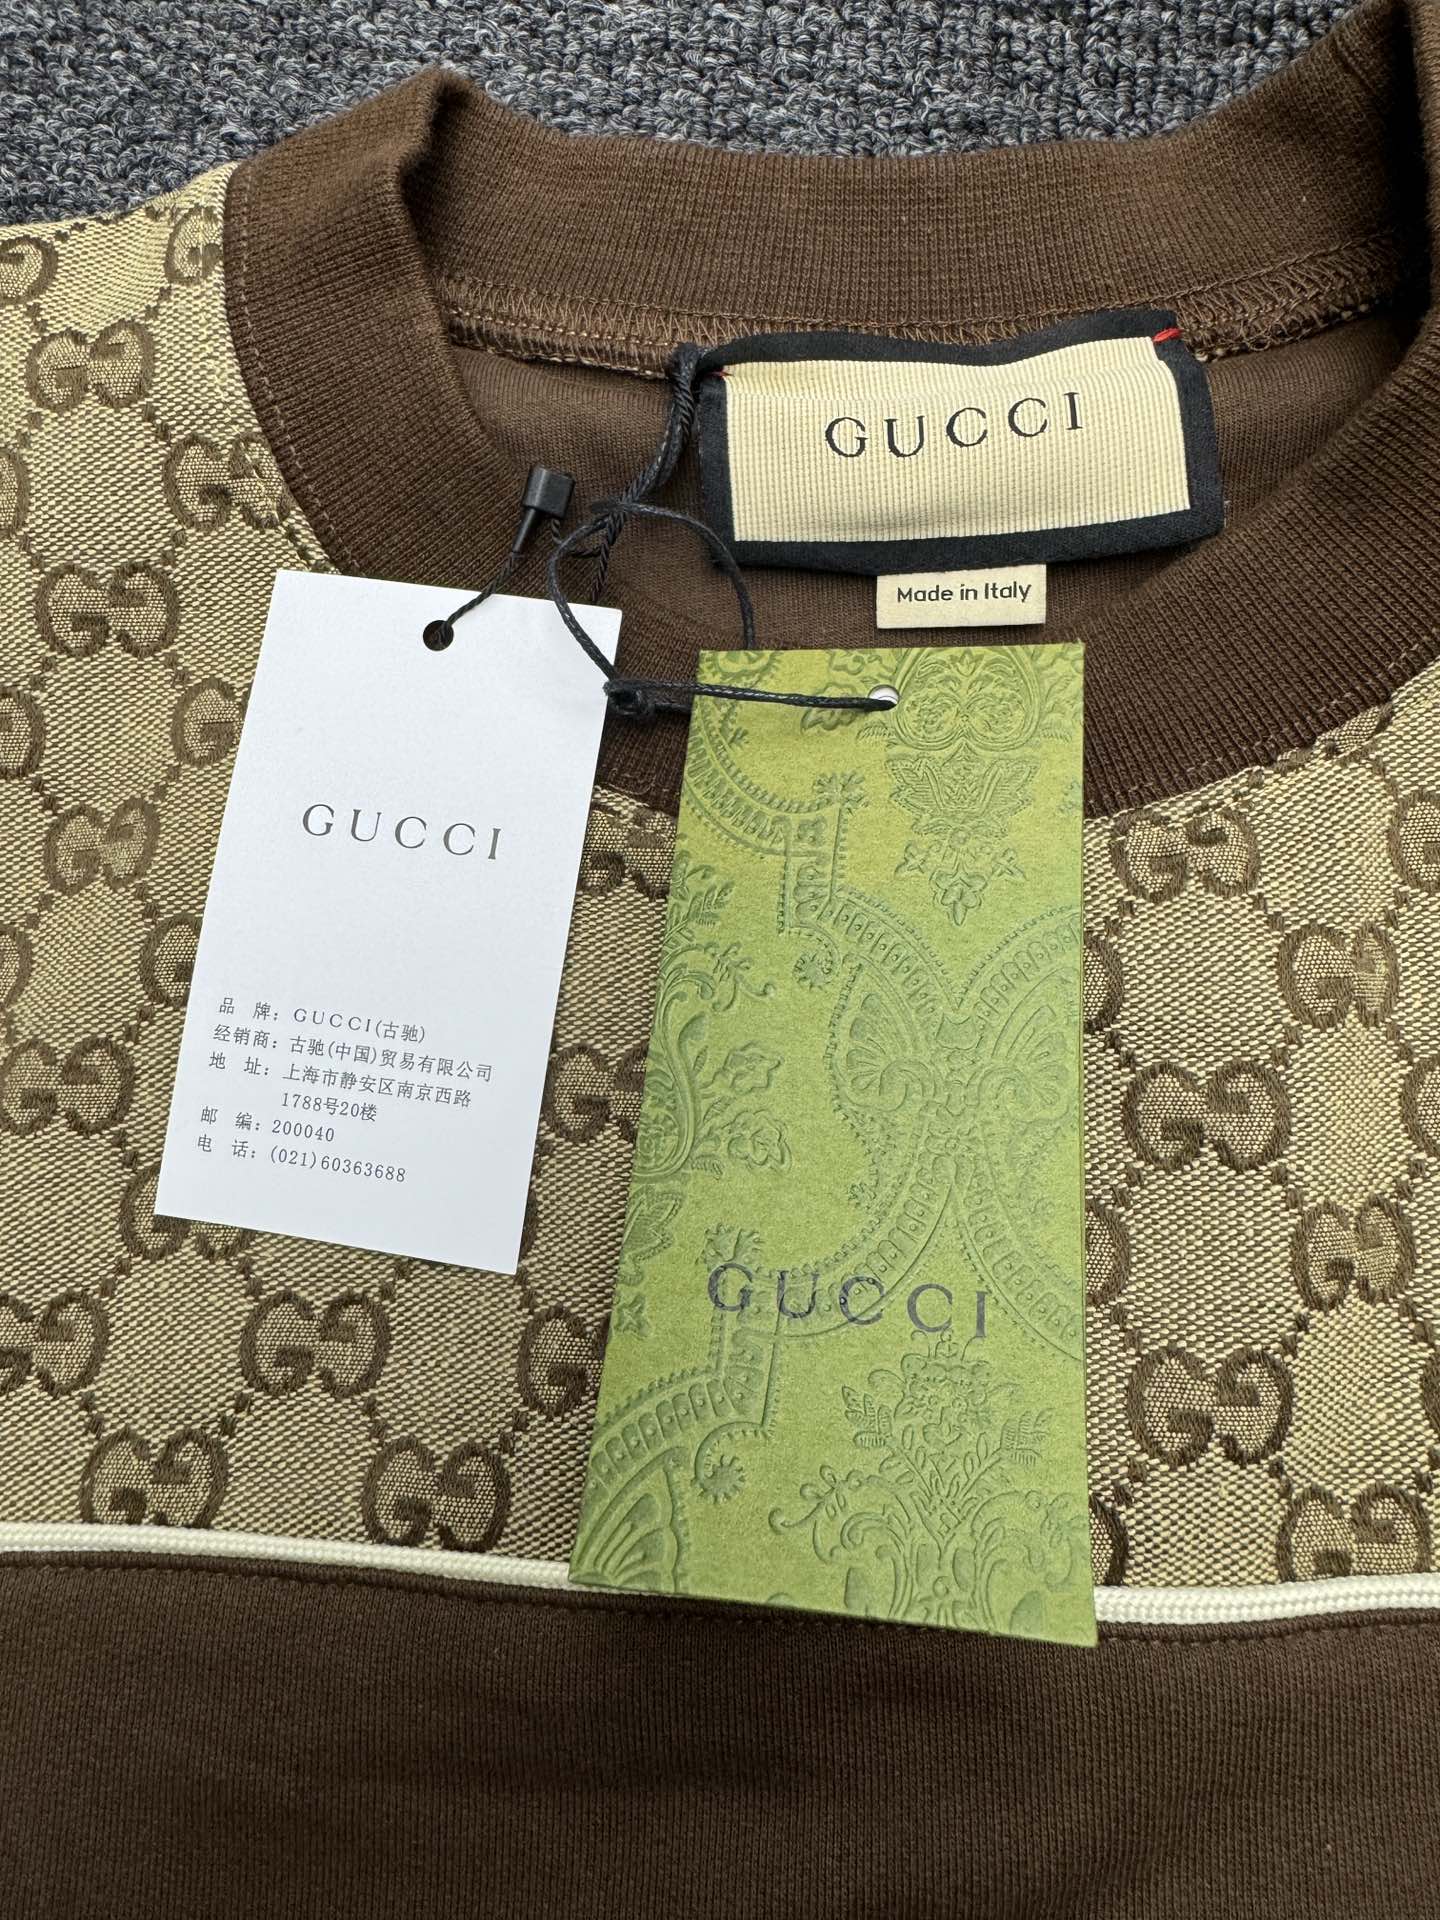 GUCCI
Made in Italy
GUCCI
品 牌: GUCCI(古驰)
经销商: 古驰(中国)贸易有限公司
地 址: 上海市静安区南京西路
1788号20楼
邮 编: 200040
电 话: (021)60363688
GUCCI